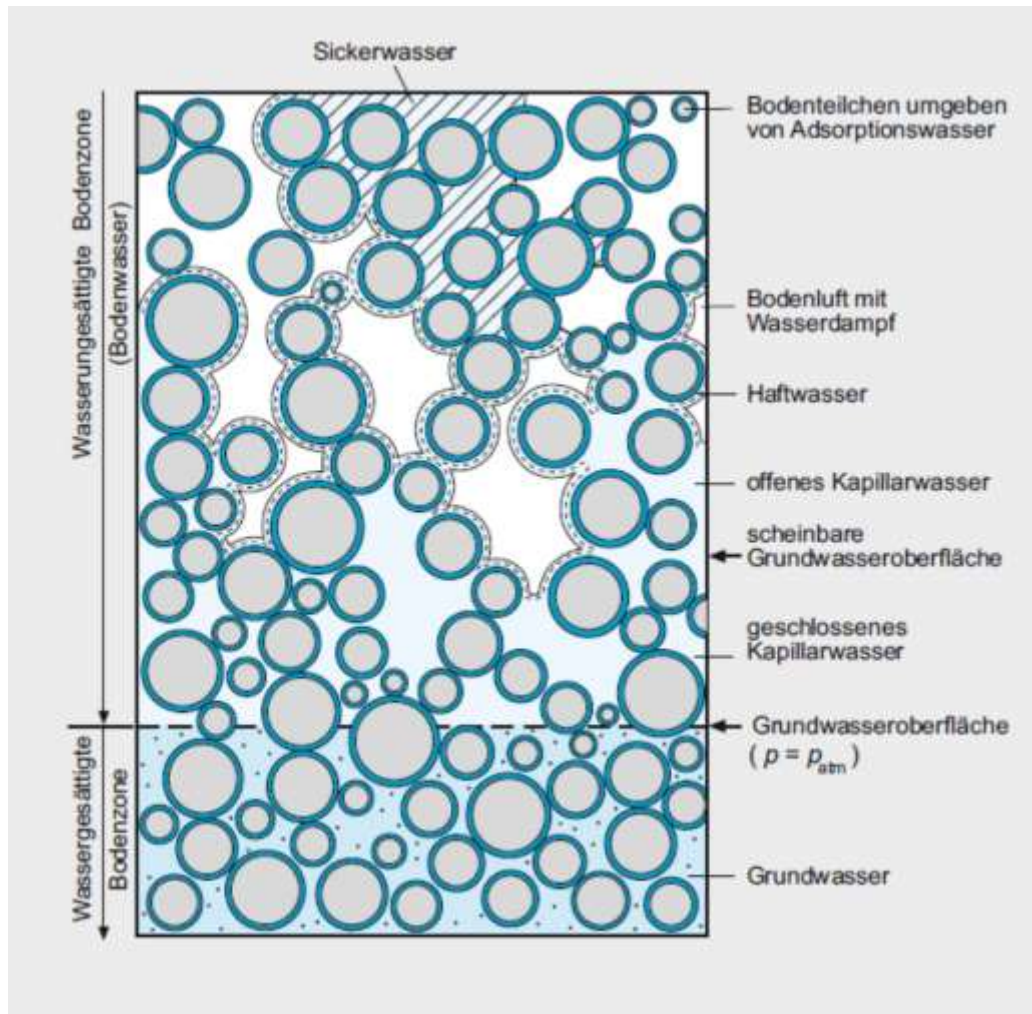 Sickerwasser
Wasserungesättigte Bodenzone
(Bodenwasser)
Bodenteilchen umgeben
von Adsorptionswasser
Bodenluft mit
Wasserdampf
Haftwasser
offenes Kapillarwasser
scheinbare
Grundwasseroberfläche
geschlossenes
Kapillarwasser
Grundwasseroberfläche
( p = patm )
Wassergesättigte
Bodenzone
Grundwasser